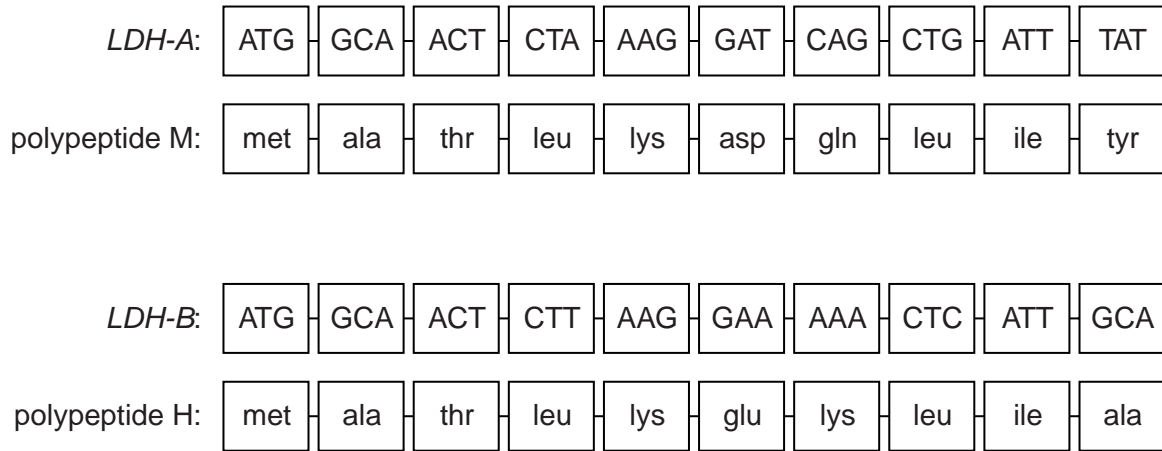 LDH-A: ATG GCA ACT CTA AAG GAT CAG CTG ATT TAT
polypeptide M: met ala thr leu lys asp gln leu ile tyr
LDH-B: ATG GCA ACT CTT AAG GAA AAA CTC ATT GCA
polypeptide H: met ala thr leu lys glu lys leu ile ala